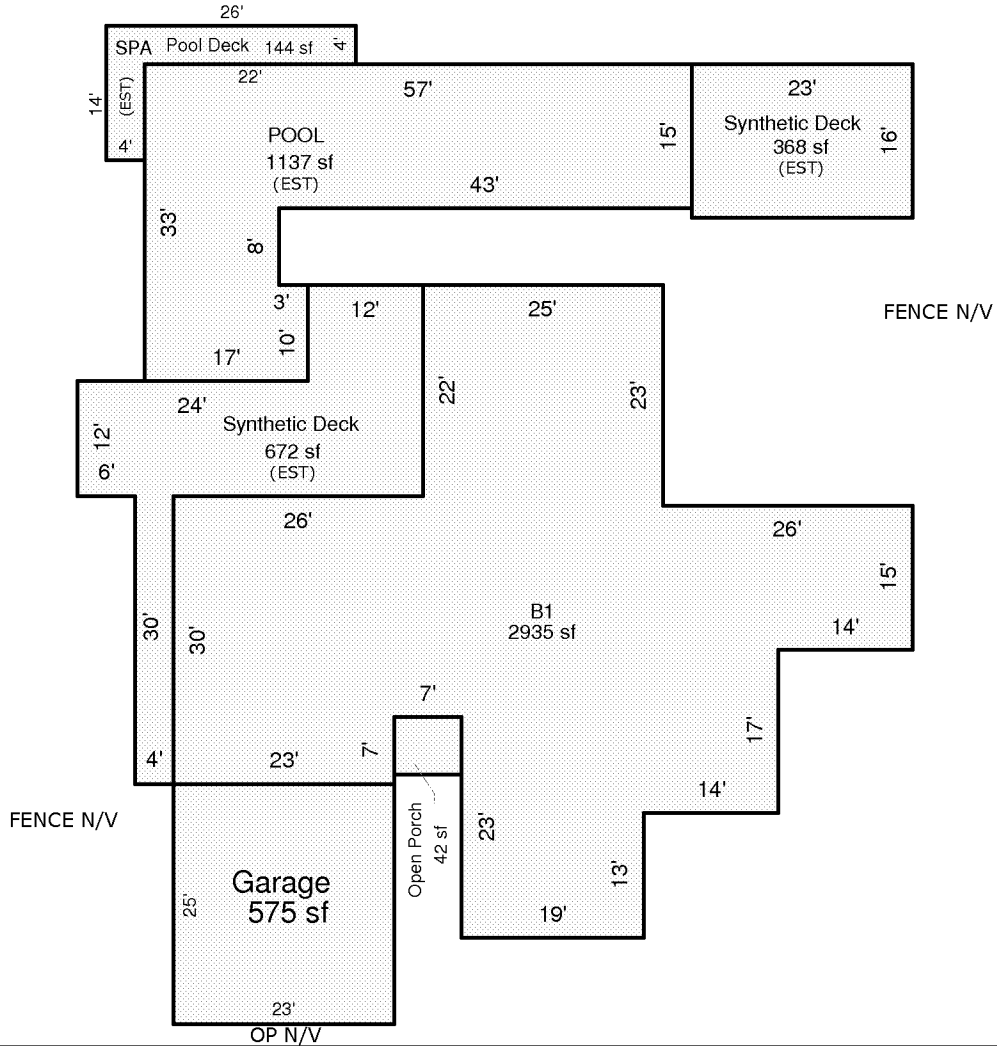 26'
SPA Pool Deck 144 sf 4'
14'
(EST)
4'
22'
57'
23'
POOL
1137 sf
(EST)
15'
Synthetic Deck
368 sf
(EST)
16'
43'
33'
8'
3'
10'
12'
25'
FENCE N/V
17'
24'
22'
23'
12'
Synthetic Deck
672 sf
(EST)
6'
26'
26'
15'
B1
2935 sf
30'
30'
14'
7'
4'
23'
7'
17'
14'
FENCE N/V
Open Porch
42 sf
23'
13'
Garage
575 sf
25'
19'
23'
OP N/V